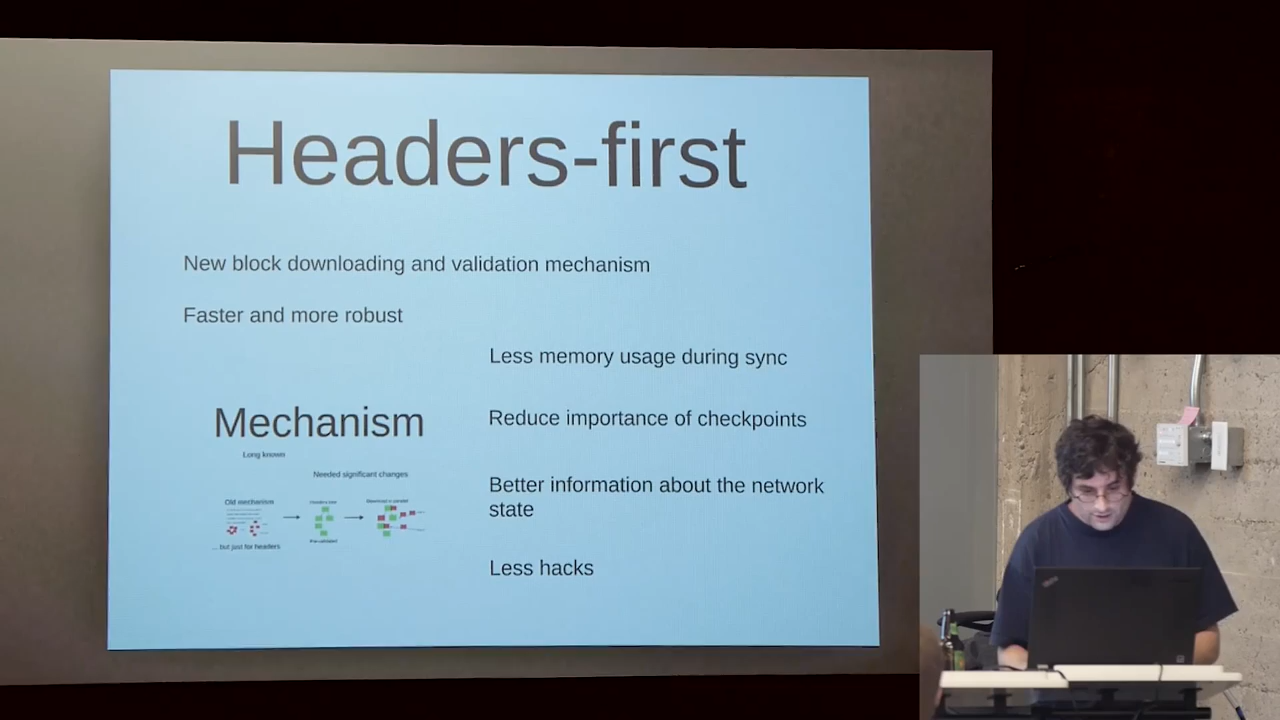 Headers-first
New block downloading and validation mechanism
Faster and more robust
Less memory usage during sync
Mechanism
Reduce importance of checkpoints
Long known
Needed significant changes
Better information about the network
state
Old mechanism
... but just for headers
Less hacks